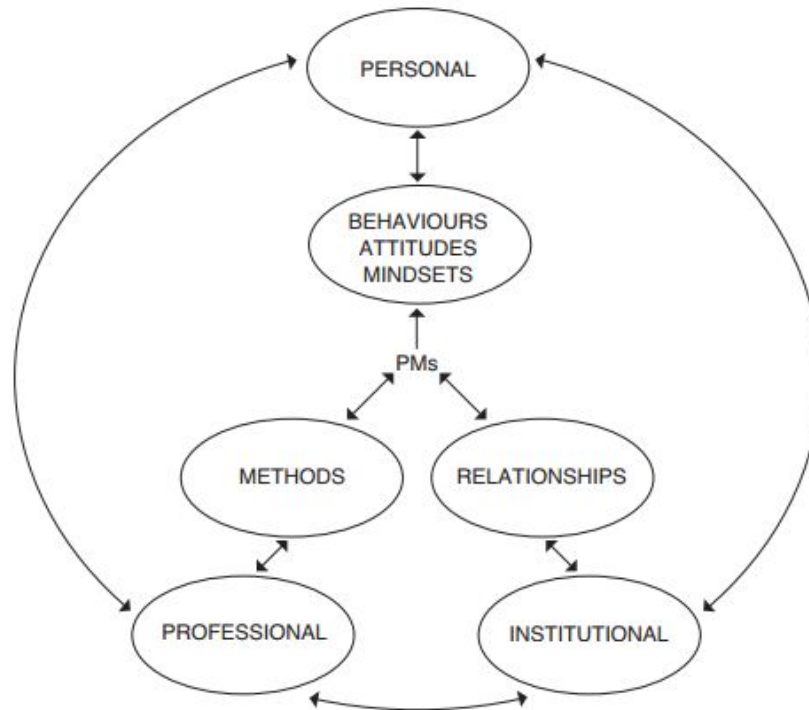 PERSONAL
BEHAVIOURS
ATTITUDES
MINDSETS
PMs
METHODS
RELATIONSHIPS
PROFESSIONAL
INSTITUTIONAL